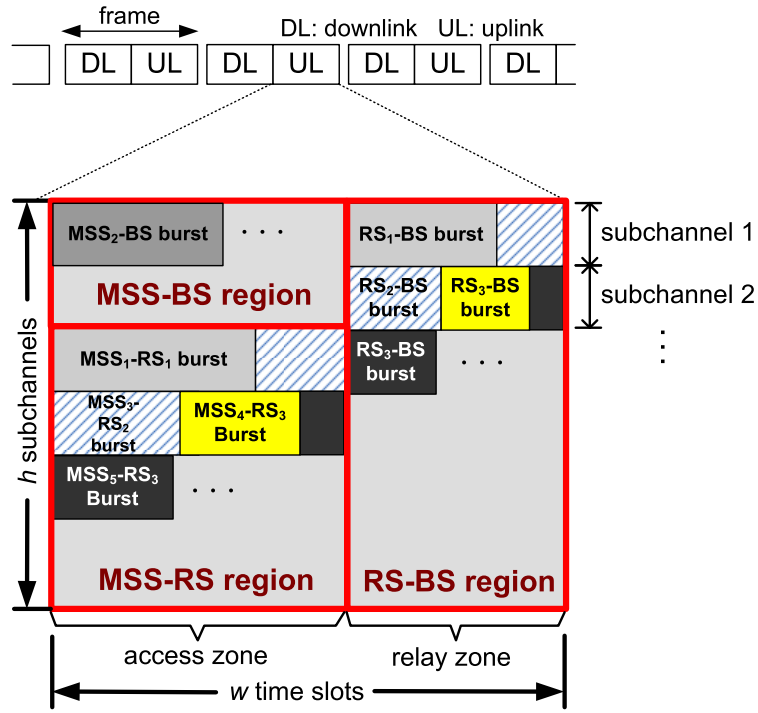 frame
DL: downlink UL: uplink
DL UL DL UL DL UL DL
MSS₂-BS burst . . .
MSS-BS region
RS₁-BS burst
subchannel 1
RS₂-BS
burst
RS₃-BS
burst
subchannel 2
RS₃-BS
burst
. . .
MSS₁-RS₁ burst
MSS₃-
RS₂
burst
MSS₄-RS₃
Burst
MSS₅-RS₃
Burst
. . .
MSS-RS region
RS-BS region
h subchannels
access zone
relay zone
w time slots